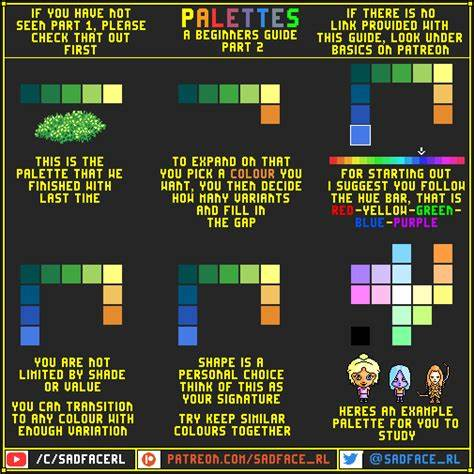 IF YOU HAVE NOT
SEEN PART 1, PLEASE
CHECK THAT OUT
FIRST
PALETTES
A BEGINNERS GUIDE
PART 2
IF THERE IS NO
LINK PROVIDED WITH
THIS GUIDE, LOOK UNDER
BASICS ON PATREON
THIS IS THE
PALETTE THAT WE
FINISHED WITH
LAST TIME
TO EXPAND ON THAT
YOU PICK A COLOUR YOU
WANT, YOU THEN DECIDE
HOW MANY VARIANTS
AND FILL IN
THE GAP
FOR STARTING OUT
I SUGGEST YOU FOLLOW
THE HUE BAR, THAT IS
RED-YELLOW-GREEN-
BLUE-PURPLE
YOU ARE NOT
LIMITED BY SHADE
OR VALUE
YOU CAN TRANSITION
TO ANY COLOUR WITH
ENOUGH VARIATION
SHAPE IS A
PERSONAL CHOICE
THINK OF THIS AS
YOUR SIGNATURE
TRY KEEP SIMILAR
COLOURS TOGETHER
HERES AN EXAMPLE
PALETTE FOR YOU TO
STUDY
/C/SADFACERL
PATREON.COM/SADFACE_RL
@SADFACE_RL